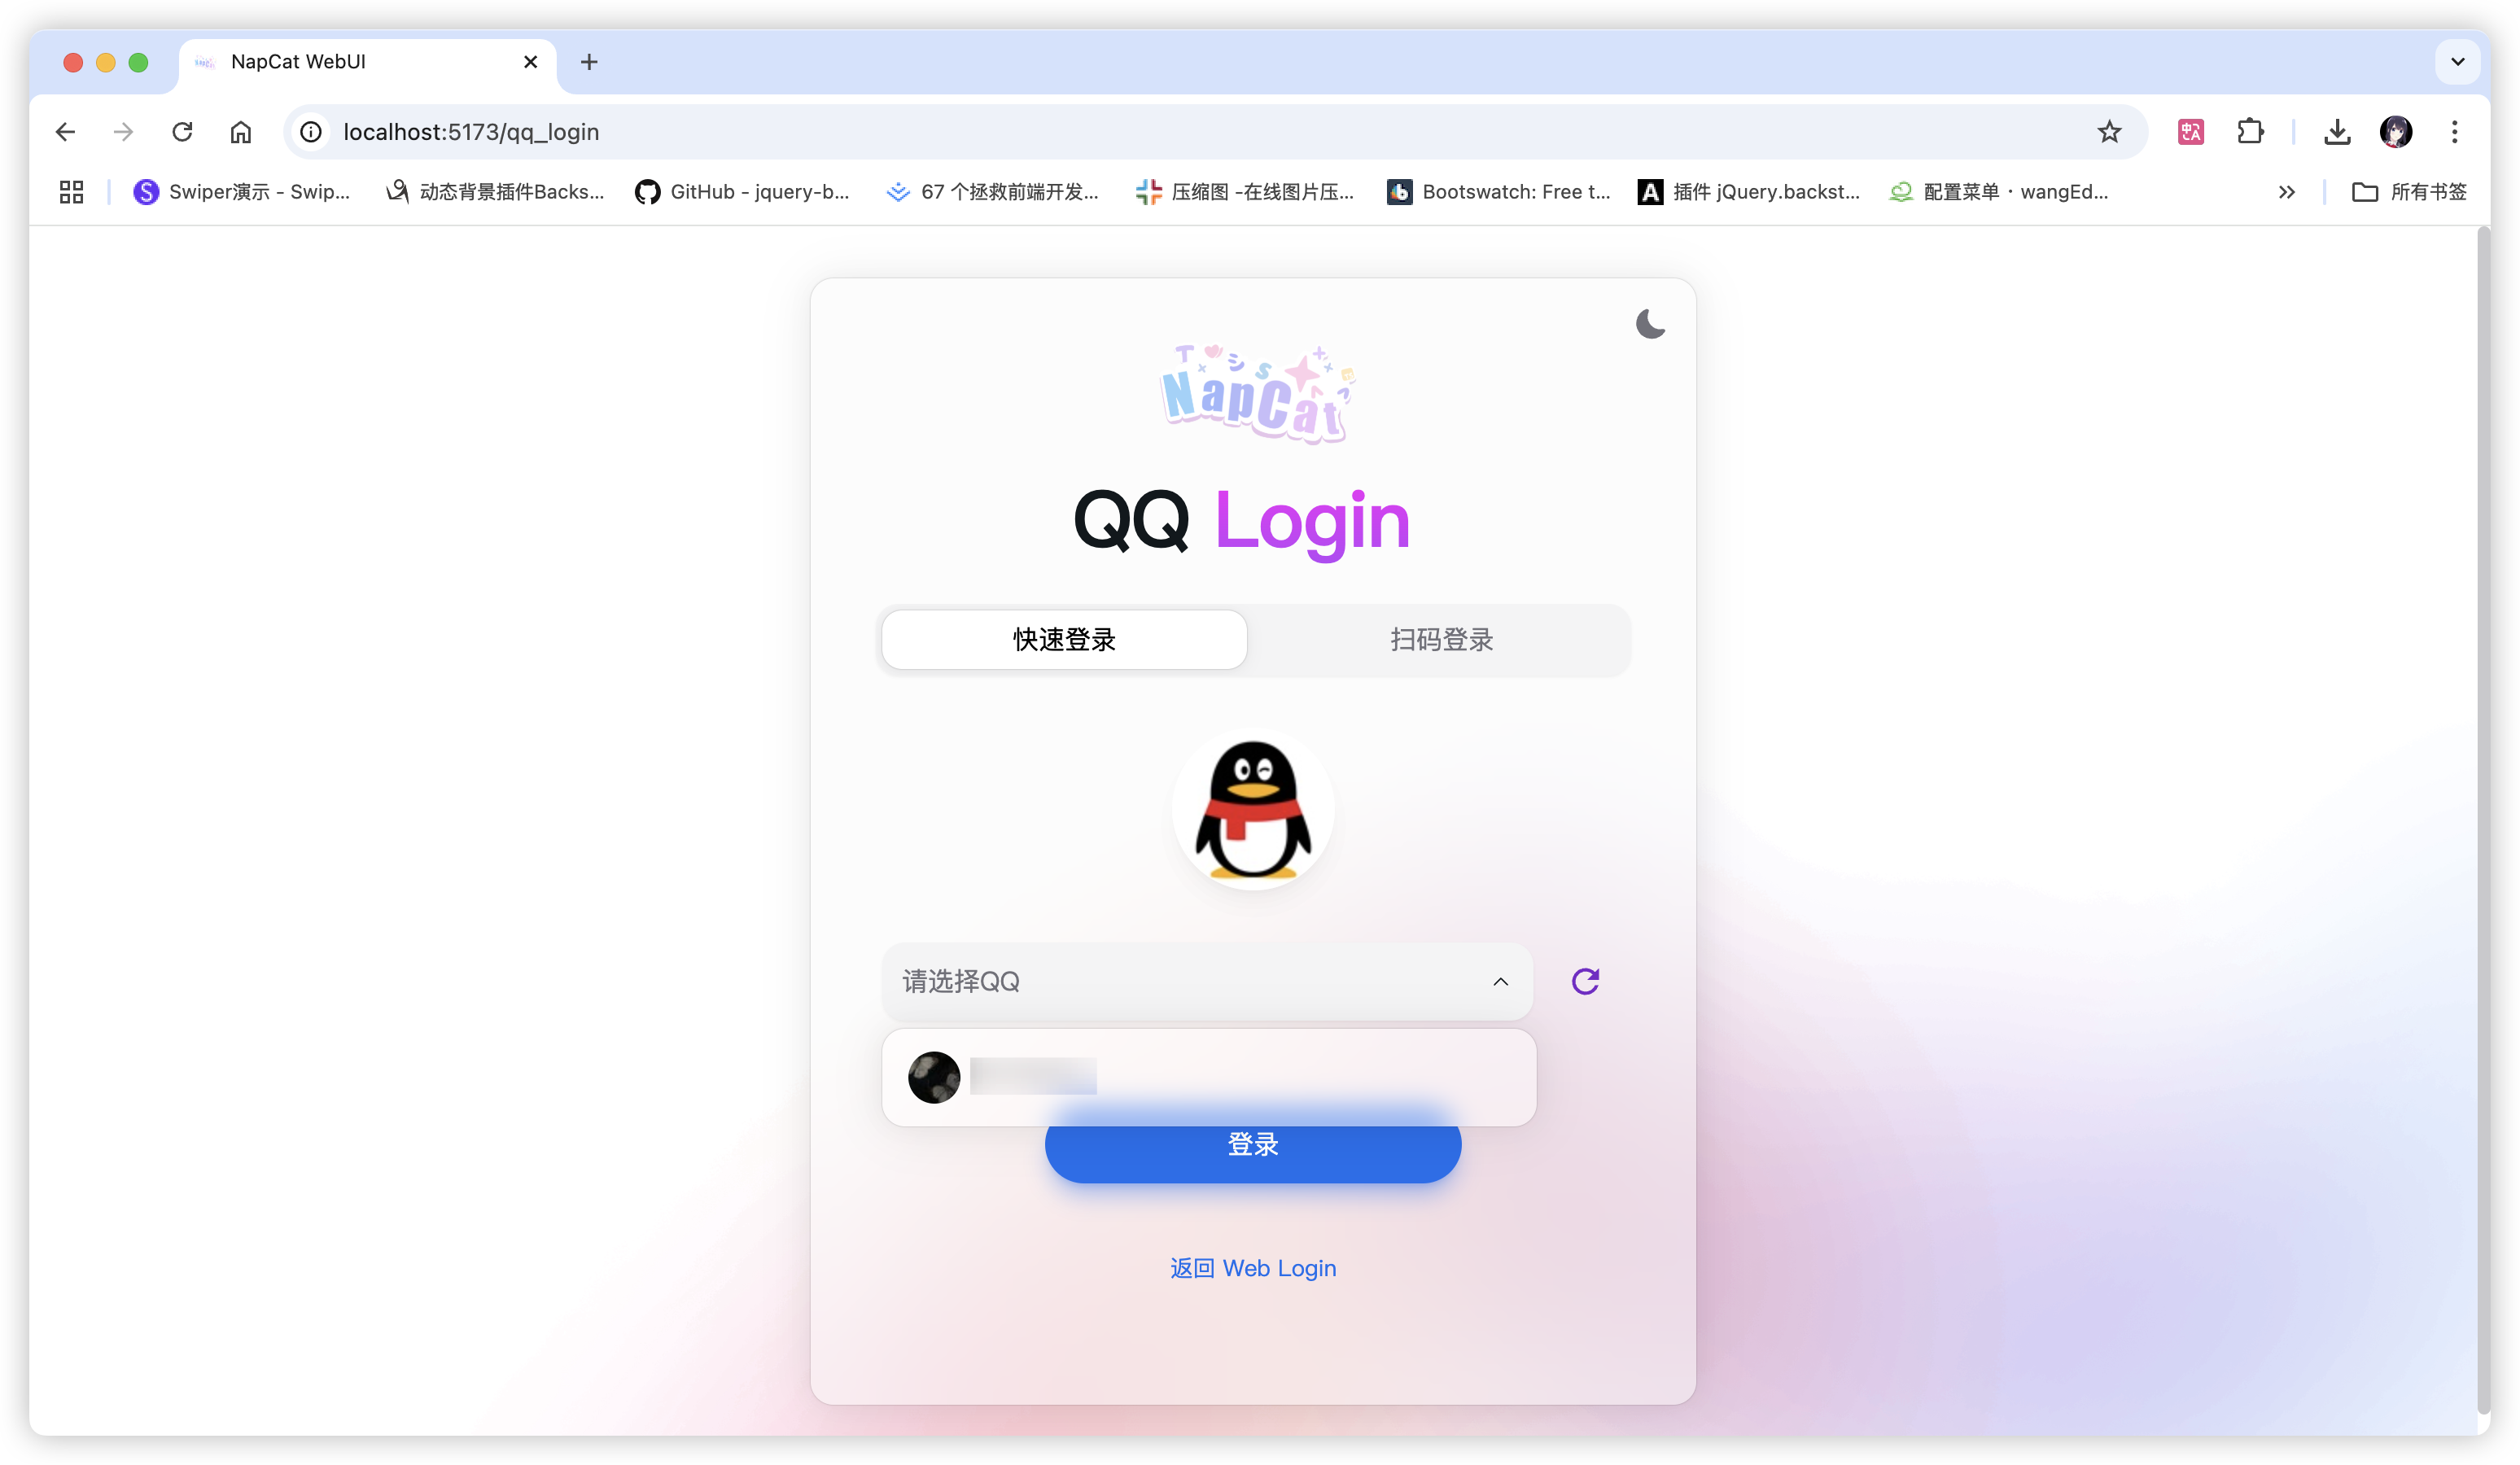 NapCat WebUI
localhost:5173/qq_login
Swiper演示 - Swip...
动态背景插件Backs...
GitHub - jquery-b...
67 个拯救前端开发...
压缩图 -在线图片压...
Bootswatch: Free t...
插件 jQuery.backst...
配置菜单 · wangEd...
所有书签
NapCat
QQ Login
快速登录
扫码登录
请选择QQ
登录
返回 Web Login